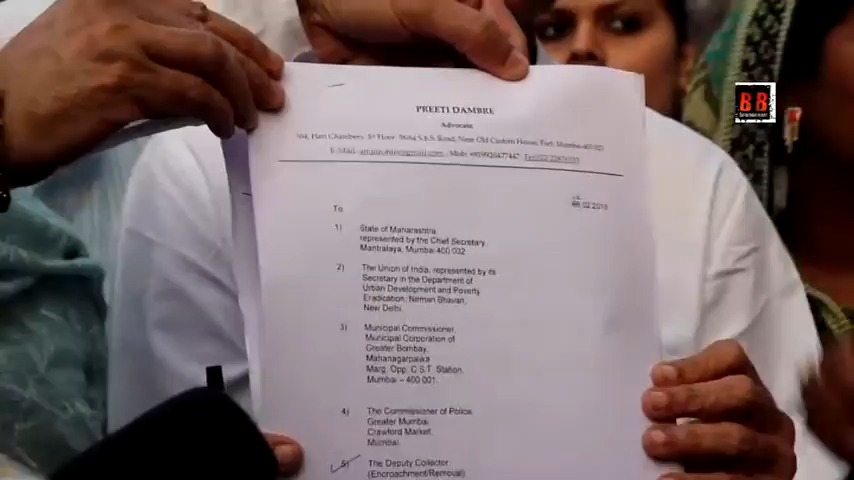 PREETI DAMBRE
Advocate
E-Mail
To
1) State of Maharashtra
represented by the Chief Secretary
Mantralaya, Mumbai 400 032
2) The Union of India, represented by its
Secretary in the Department of
Urban Development and Poverty
Eradication, Nirman Bhavan,
New Delhi.
3) Municipal Commissioner,
Municipal Corporation of
Greater Bombay,
Mahanagarpalika
Marg, Opp. C.S.T. Station,
Mumbai – 400 001.
4) The Commissioner of Police,
Greater Mumbai,
Crawford Market,
Mumbai.
5) The Deputy Collector
(Encroachment/Removal)
BB